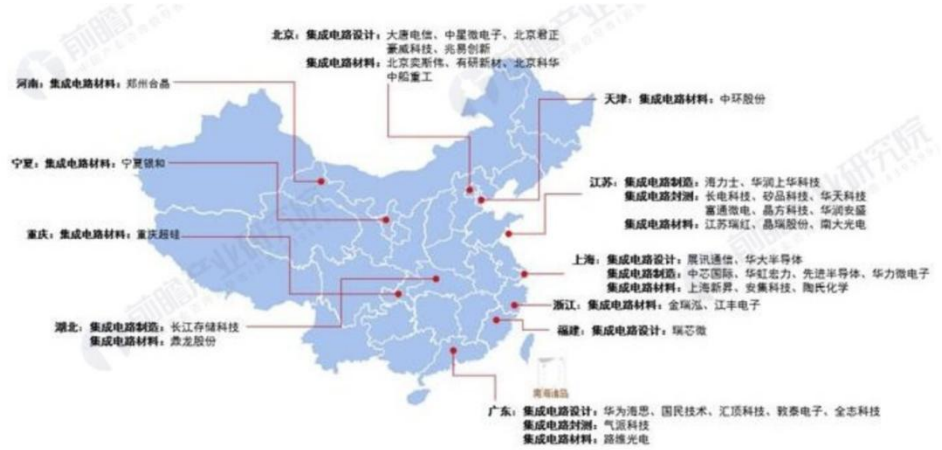 北京：集成电路设计：大唐电信、中星微电子、北京君正
豪威科技、兆易创新
集成电路材料：北京奕斯伟、有研新材、北京科华
中船重工
河南：集成电路材料：郑州合晶
天津：集成电路材料：中环股份
宁夏：集成电路材料：宁夏银和
江苏：集成电路制造：海力士、华润上华科技
集成电路封测：长电科技、矽品科技、华天科技
富通微电、晶方科技、华润安盛
集成电路材料：江苏瑞红、晶瑞股份、南大光电
重庆：集成电路材料：重庆超硅
上海：集成电路设计：展讯通信、华大半导体
集成电路制造：中芯国际、华虹宏力、先进半导体、华力微电子
集成电路材料：上海新昇、安集科技、陶氏化学
浙江：集成电路材料：金瑞泓、江丰电子
湖北：集成电路制造：长江存储科技
集成电路材料：鼎龙股份
福建：集成电路设计：瑞芯微
南海诸岛
广东：集成电路设计：华为海思、国民技术、汇顶科技、敦泰电子、全志科技
集成电路封测：气派科技
集成电路材料：路维光电
前瞻产业研究院